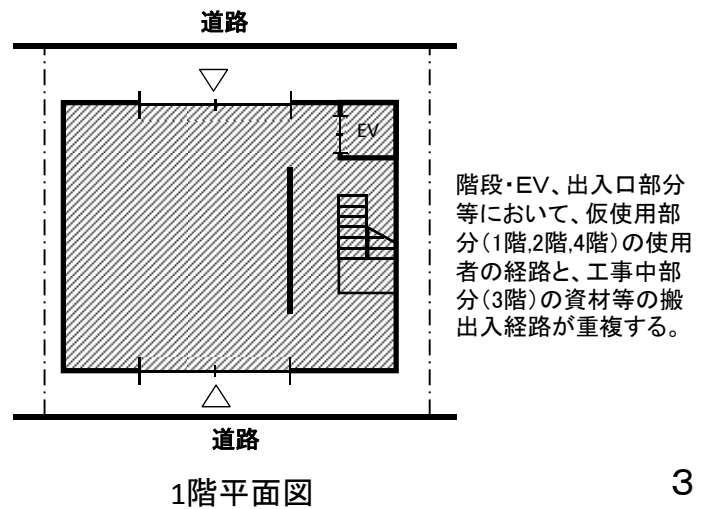 道路
EV
階段・EV、出入口部分
等において、仮使用部
分(1階,2階,4階)の使用
者の経路と、工事中部
分(3階)の資材等の搬
出入経路が重複する。
道路
1階平面図
3